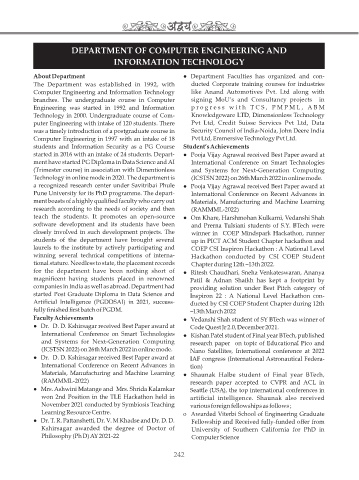 अद्वय
DEPARTMENT OF COMPUTER ENGINEERING AND
INFORMATION TECHNOLOGY
About Department
The Department was established in 1992, with
Computer Engineering and Information Technology
branches. The undergraduate course in Computer
Engineering was started in 1992 and Information
Technology in 2000. Undergraduate course of Com-
puter Engineering with intake of 120 students. There
was a timely introduction of a postgraduate course in
Computer Engineering in 1997 with an intake of 18
students and Information Security as a PG Course
started in 2016 with an intake of 24 students. Depart-
ment have started PG Diploma in Data Science and AI
(Trimester course) in association with Dimentionless
Technology in online mode in 2020. The department is
a recognized research center under Savitribai Phule
Pune University for its PhD programme. The depart-
ment boasts of a highly qualified faculty who carry out
research according to the needs of society and then
teach the students. It promotes an open-source
software development and its students have been
closely involved in such development projects. The
students of the department have brought several
laurels to the institute by actively participating and
winning several technical competitions of interna-
tional stature. Needless to state, the placement records
for the department have been nothing short of
magnificent having students placed in renowned
companies in India as well as abroad. Department had
started Post Graduate Diploma in Data Science and
Artificial Intelligence (PGDDSAI) in 2021, success-
fully finished first batch of PGDM.
Faculty Achievements
● Dr. D. D. Kshirsagar received Best Paper award at
International Conference on Smart Technologies
and Systems for Next-Generation Computing
(ICSTSN 2022) on 26th March 2022 in online mode.
● Dr. D. D. Kshirsagar received Best Paper award at
International Conference on Recent Advances in
Materials, Manufacturing and Machine Learning
(RAMMML-2022)
● Mrs. Ashwini Matange and Mrs. Shrida Kalamkar
won 2nd Position in the TLE Hackathon held in
November 2021 conducted by Symbiosis Teaching
Learning Resource Centre.
● Dr. T. R. Pattanshetti, Dr. V. M Khadse and Dr. D. D.
Kshirsagar awarded the degree of Doctor of
Philosophy (Ph D) AY 2021-22
● Department Faculties has organized and con-
ducted Corporate training courses for industries
like Anand Automotives Pvt. Ltd along with
signing MoU's and Consultancy projects in
progress with TCS, PMPML, ABM
Knowledgeware LTD, Dimensionless Technology
Pvt Ltd, Credit Suisse Services Pvt Ltd, Data
Security Council of India-Noida, John Deere India
Pvt Ltd, Emmersive Technology Pvt Ltd.
Student's Achievements
● Pooja Vijay Agrawal received Best Paper award at
International Conference on Smart Technologies
and Systems for Next-Generation Computing
(ICSTSN 2022) on 26th March 2022 in online mode.
● Pooja Vijay Agrawal received Best Paper award at
International Conference on Recent Advances in
Materials, Manufacturing and Machine Learning
(RAMMML-2022)
● Om Khare, Harshmohan Kulkarni, Vedanshi Shah
and Prerna Tulsiani students of S.Y. BTech were
winner in COEP Mindspark Hackathon, runner
up in PICT ACM Student Chapter hackathon and
COEP CSI Inspiron Hackathon : A National Level
Hackathon conducted by CSI COEP Student
Chapter during 12th –13th 2022.
● Ritesh Chaudhari, Sneha Venkateswaran, Ananya
Patil & Adnan Shaikh has kept a footprint by
providing solution under Best Pitch category of
Inspiron 22 : A National Level Hackathon con-
ducted by CSI COEP Student Chapter during 12th
–13th March 2022
● Vedanshi Shah student of SY BTech was winner of
Code Quest Jr 2.0, December 2021.
● Kishan Patel student of Final year BTech, published
research paper on topic of Educational Pico and
Nano Satellites, International conference at 2022
IAF congress (International Astronautical Federa-
tion)
● Shaunak Halbe student of Final year BTech,
research paper accepted to CVPR and ACL in
Seattle (USA), the top international conferences in
artificial intelligence. Shaunak also received
various foreign fellowships as follows;
o Awarded Viterbi School of Engineering Graduate
Fellowship and Received fully-funded offer from
University of Southern California for PhD in
Computer Science
242